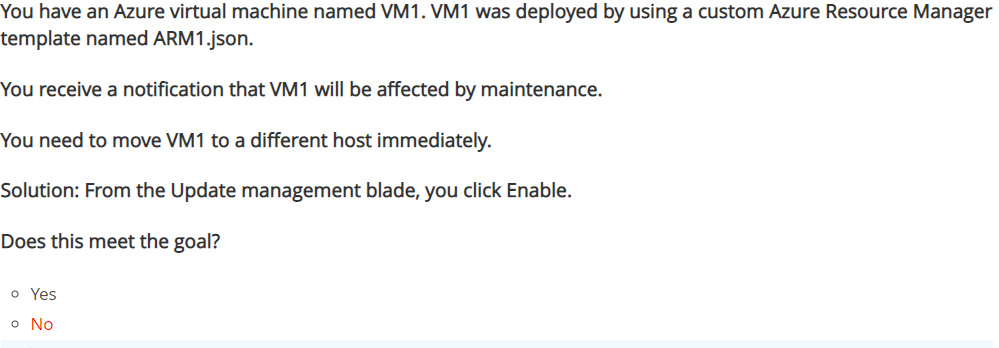 You have an Azure virtual machine named VM1. VM1 was deployed by using a custom Azure Resource Manager
template named ARM1.json.
You receive a notification that VM1 will be affected by maintenance.
You need to move VM1 to a different host immediately.
Solution: From the Update management blade, you click Enable.
Does this meet the goal?
Yes
No